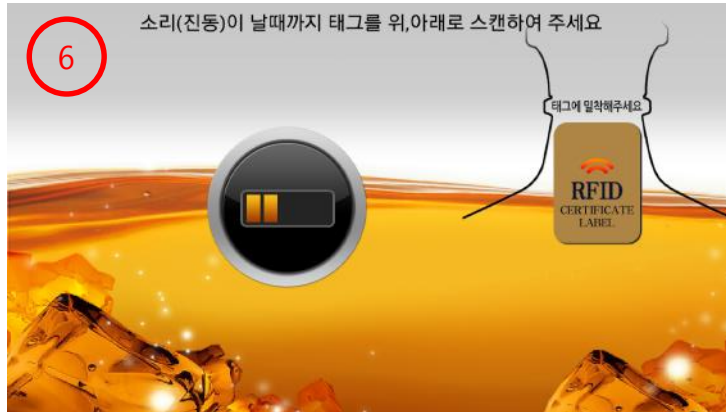 소리(진동)이 날때까지 태그를 위,아래로 스캔하여 주세요
6
태그에 밀착해주세요
RFID
CERTIFICATE
LABEL